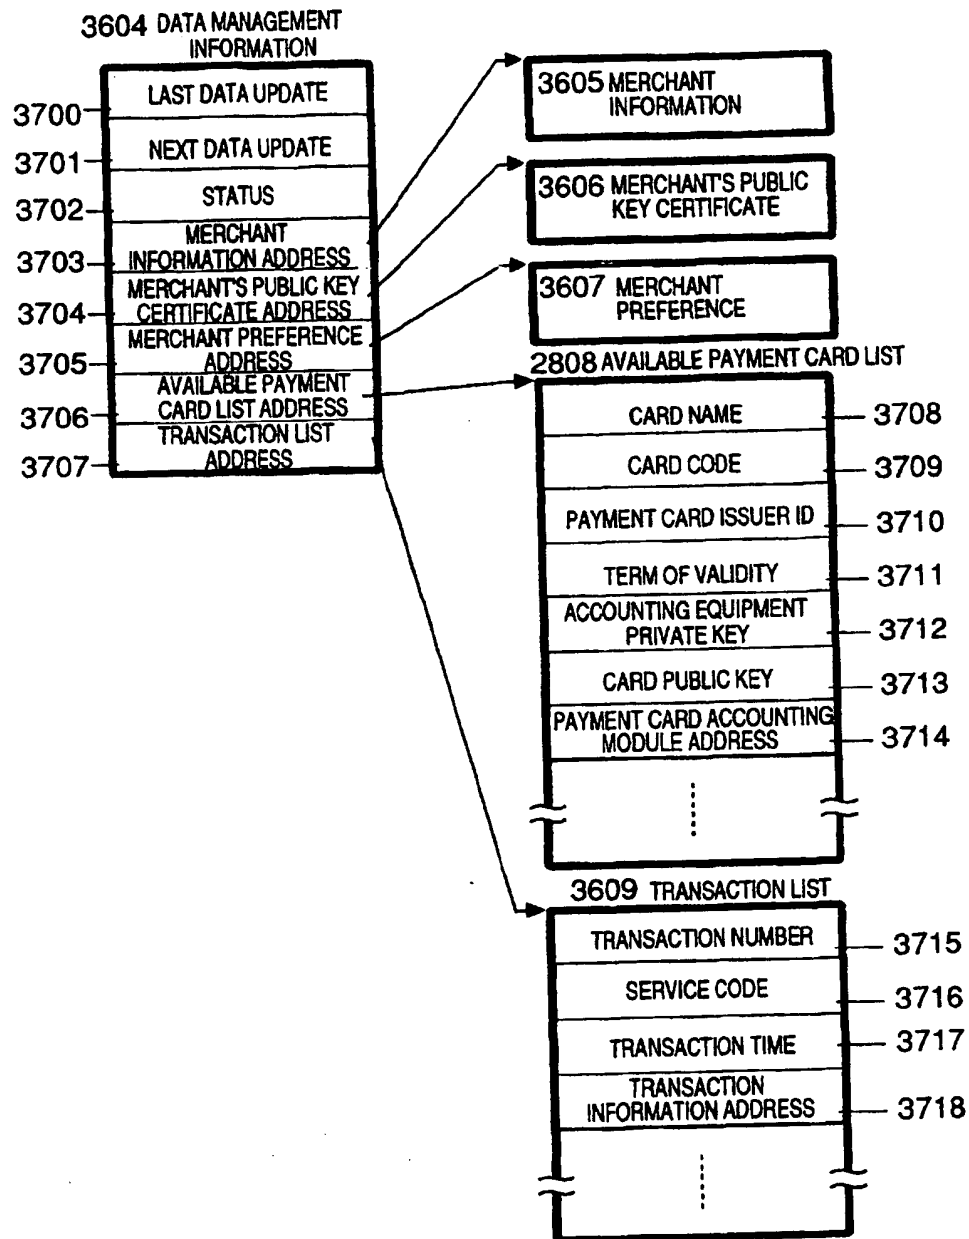 3604 DATA MANAGEMENT
INFORMATION
LAST DATA UPDATE
3700
NEXT DATA UPDATE
3701
STATUS
3702
MERCHANT
INFORMATION ADDRESS
3703
MERCHANT'S PUBLIC KEY
CERTIFICATE ADDRESS
3704
MERCHANT PREFERENCE
ADDRESS
3705
AVAILABLE PAYMENT
CARD LIST ADDRESS
3706
TRANSACTION LIST
ADDRESS
3707
3605 MERCHANT
INFORMATION
3606 MERCHANT'S PUBLIC
KEY CERTIFICATE
3607 MERCHANT
PREFERENCE
2808 AVAILABLE PAYMENT CARD LIST
CARD NAME 3708
CARD CODE 3709
PAYMENT CARD ISSUER ID 3710
TERM OF VALIDITY 3711
ACCOUNTING EQUIPMENT
PRIVATE KEY 3712
CARD PUBLIC KEY 3713
PAYMENT CARD ACCOUNTING
MODULE ADDRESS 3714
3609 TRANSACTION LIST
TRANSACTION NUMBER 3715
SERVICE CODE 3716
TRANSACTION TIME 3717
TRANSACTION
INFORMATION ADDRESS 3718